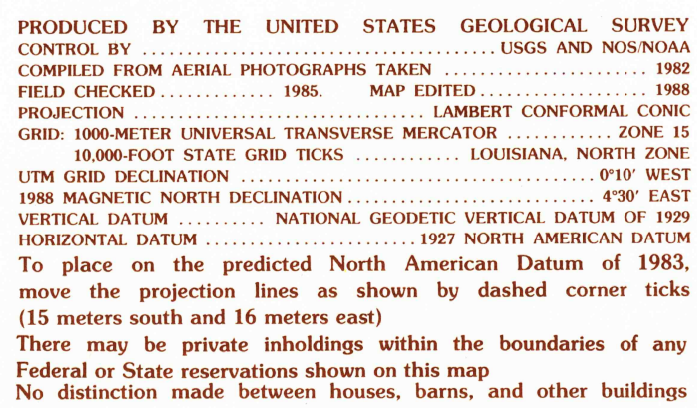 PRODUCED BY THE UNITED STATES GEOLOGICAL SURVEY
CONTROL BY ........................................ USGS AND NOS/NOAA
COMPILED FROM AERIAL PHOTOGRAPHS TAKEN ....................... 1982
FIELD CHECKED ............. 1985. MAP EDITED .................. 1988
PROJECTION .................................. LAMBERT CONFORMAL CONIC
GRID: 1000-METER UNIVERSAL TRANSVERSE MERCATOR ............ ZONE 15
10,000-FOOT STATE GRID TICKS ............ LOUISIANA, NORTH ZONE
UTM GRID DECLINATION ........................................ 0°10′ WEST
1988 MAGNETIC NORTH DECLINATION ............................ 4°30′ EAST
VERTICAL DATUM .......... NATIONAL GEODETIC VERTICAL DATUM OF 1929
HORIZONTAL DATUM ........................ 1927 NORTH AMERICAN DATUM
To place on the predicted North American Datum of 1983,
move the projection lines as shown by dashed corner ticks
(15 meters south and 16 meters east)
There may be private inholdings within the boundaries of any
Federal or State reservations shown on this map
No distinction made between houses, barns, and other buildings